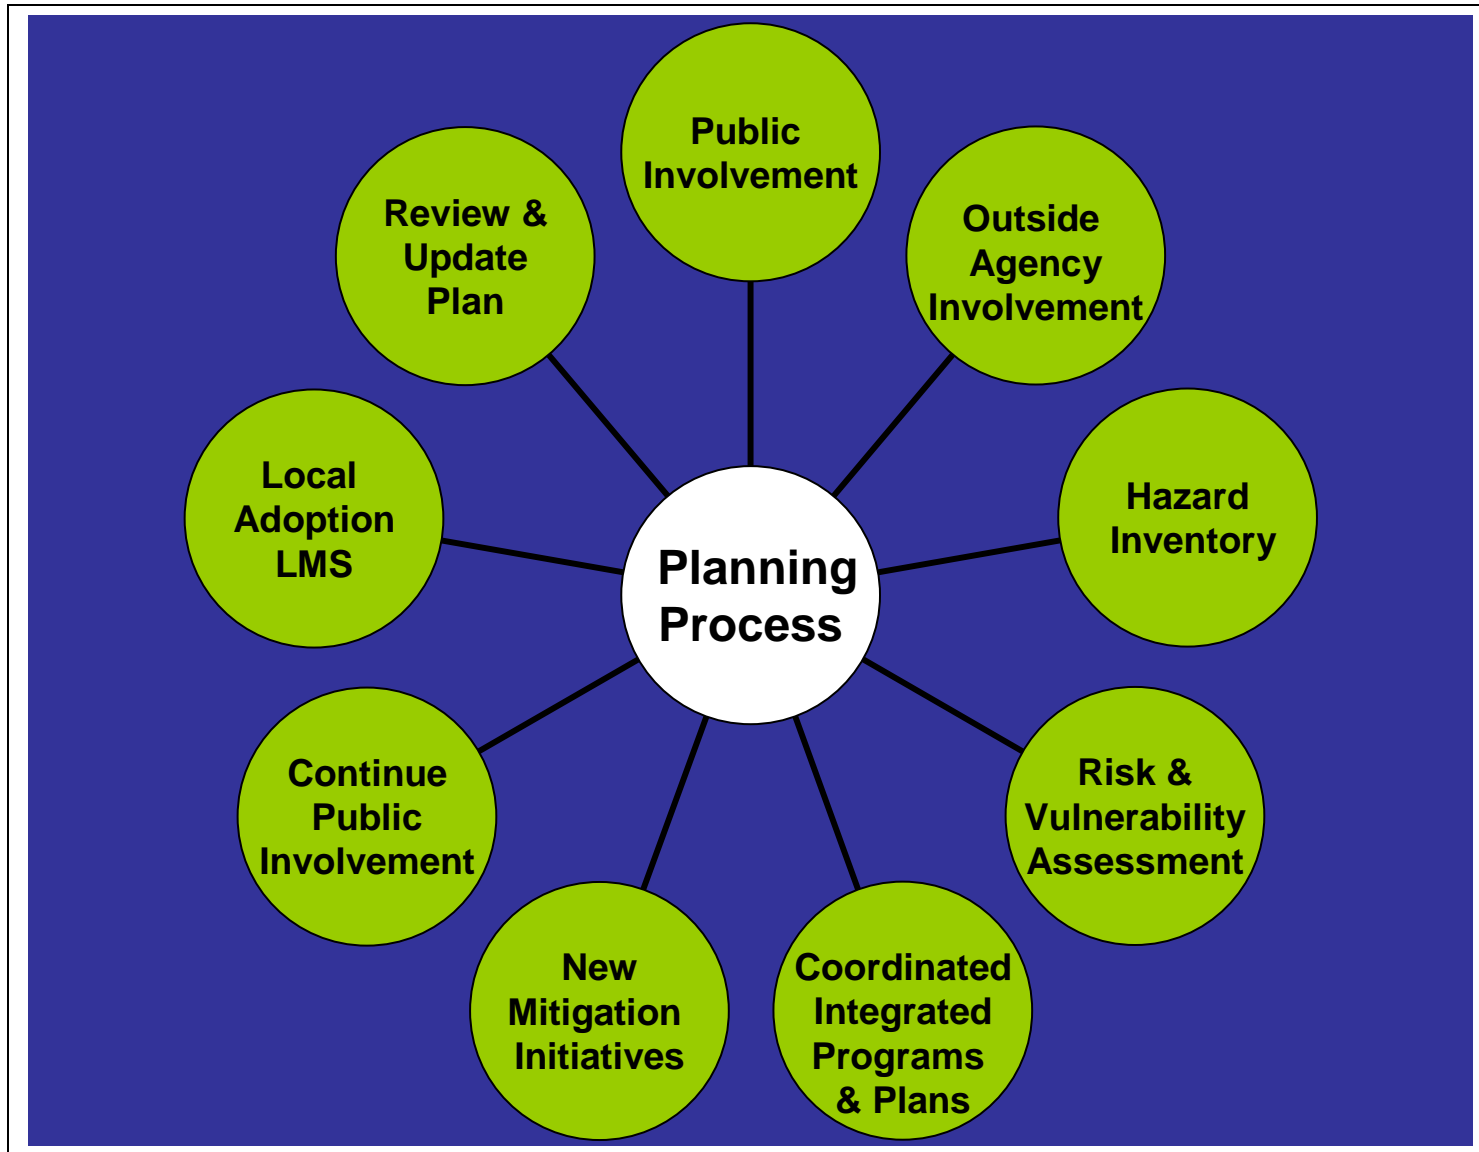 Public
Involvement
Outside
Agency
Involvement
Hazard
Inventory
Risk &
Vulnerability
Assessment
Coordinated
Integrated
Programs
& Plans
New
Mitigation
Initiatives
Continue
Public
Involvement
Local
Adoption
LMS
Review &
Update
Plan
Planning
Process